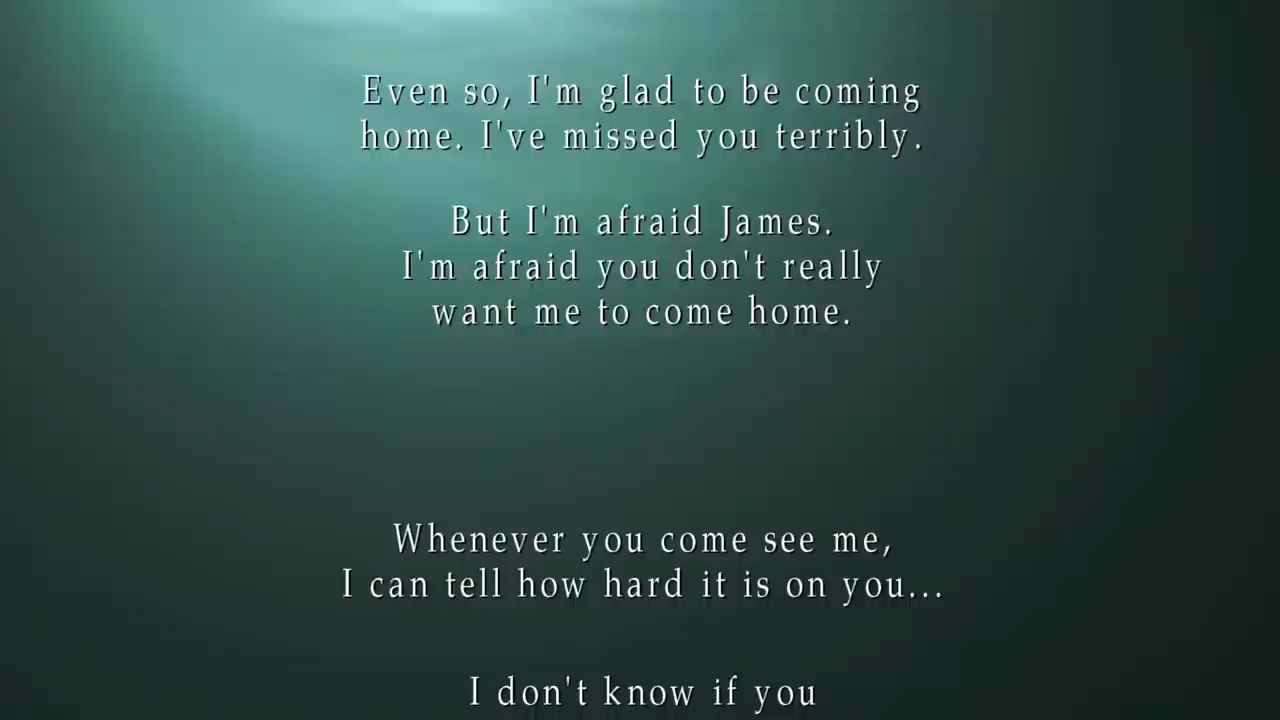 Even so, I'm glad to be coming
home. I've missed you terribly.
But I'm afraid James.
I'm afraid you don't really
want me to come home.
Whenever you come see me,
I can tell how hard it is on you...
I don't know if you